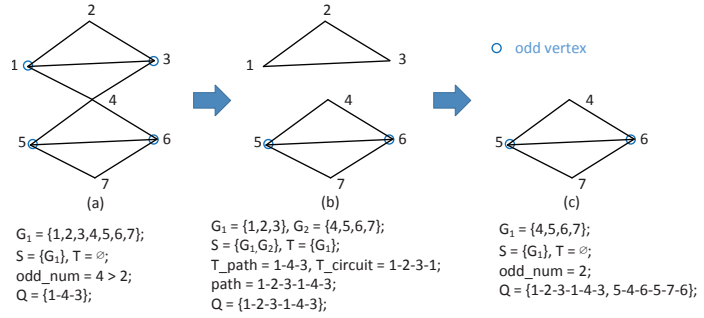 2
2
1
3
1
3
odd vertex
4
4
4
5
6
5
6
5
6
7
7
7
(a)
(b)
(c)
G₁ = {1,2,3,4,5,6,7};
S = {G₁}, T = ∅;
odd_num = 4 > 2;
Q = {1-4-3};
G₁ = {1,2,3}, G₂ = {4,5,6,7};
S = {G₁,G₂}, T = {G₁};
T_path = 1-4-3, T_circuit = 1-2-3-1;
path = 1-2-3-1-4-3;
Q = {1-2-3-1-4-3};
G₁ = {4,5,6,7};
S = {G₁}, T = ∅;
odd_num = 2;
Q = {1-2-3-1-4-3, 5-4-6-5-7-6};